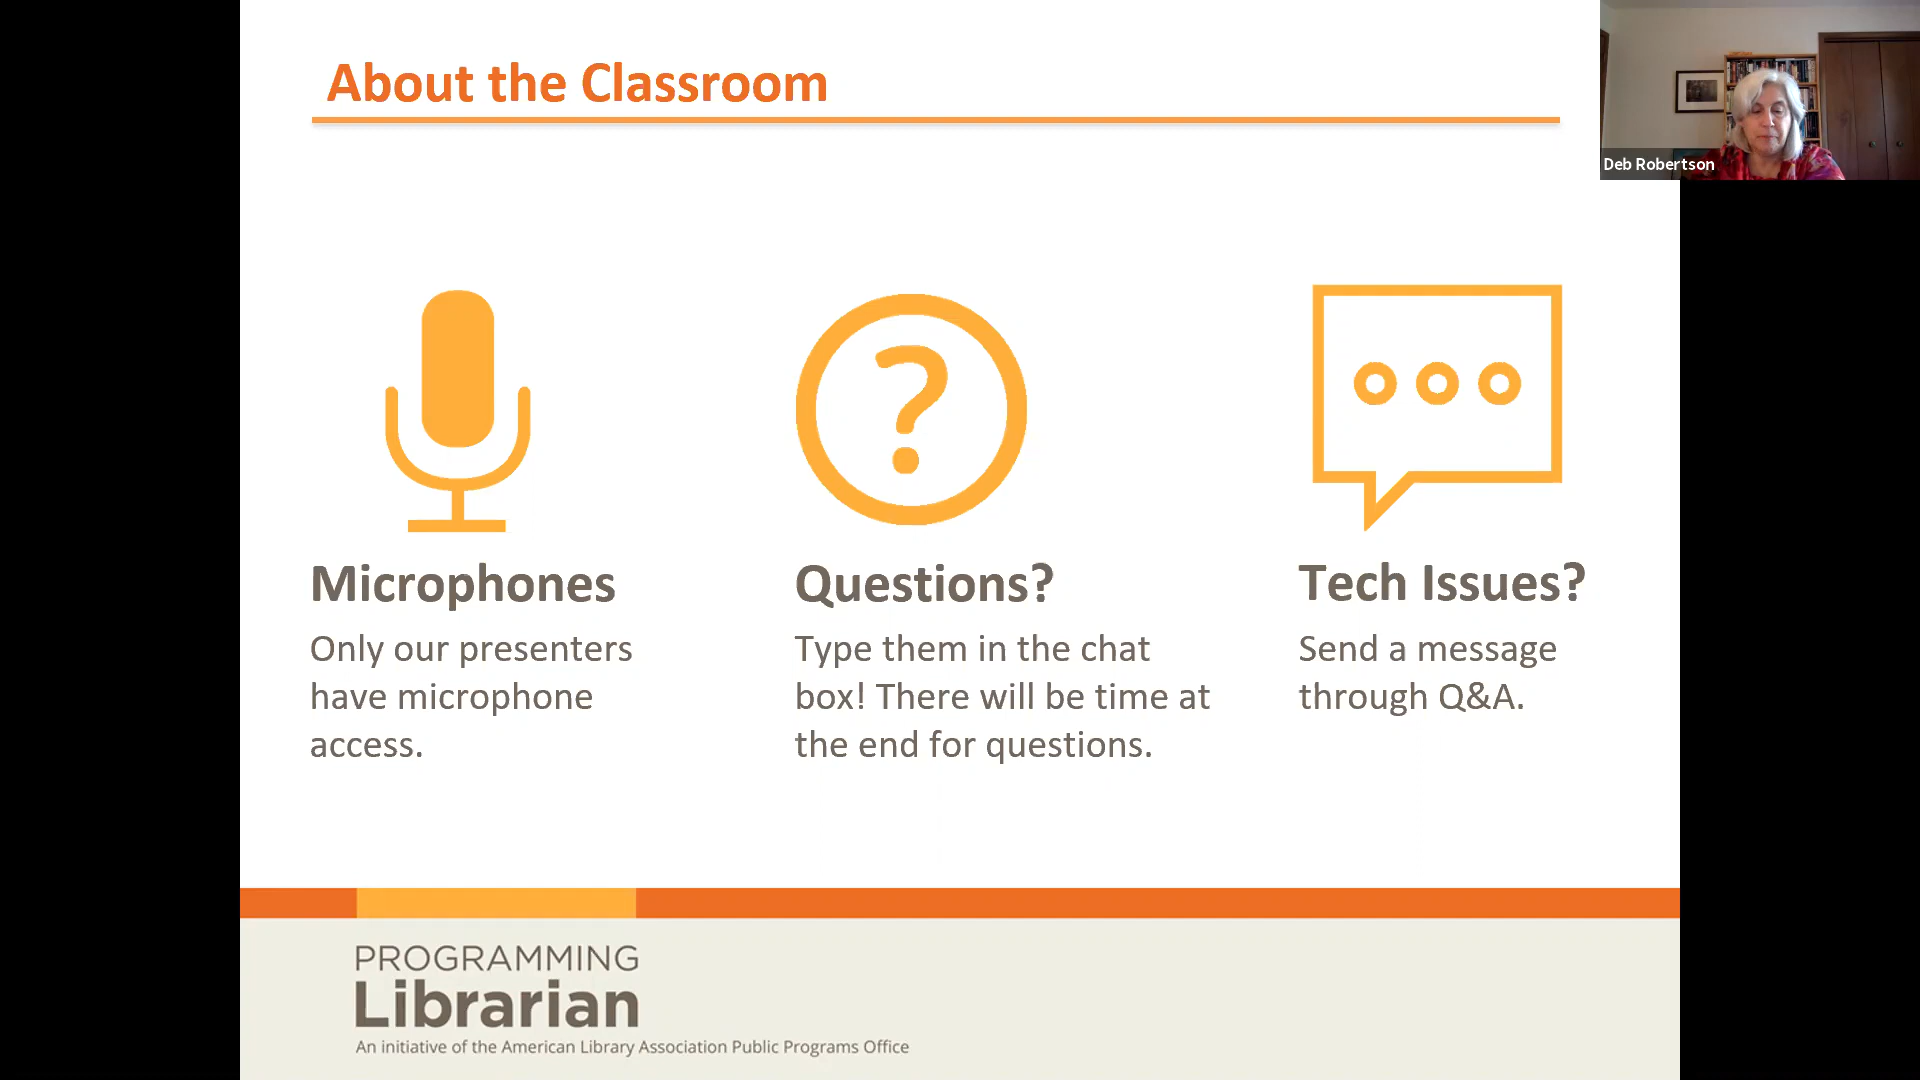 About the Classroom
Deb Robertson
Microphones
Only our presenters
have microphone
access.
Questions?
Type them in the chat
box! There will be time at
the end for questions.
Tech Issues?
Send a message
through Q&A.
PROGRAMMING
Librarian
An initiative of the American Library Association Public Programs Office